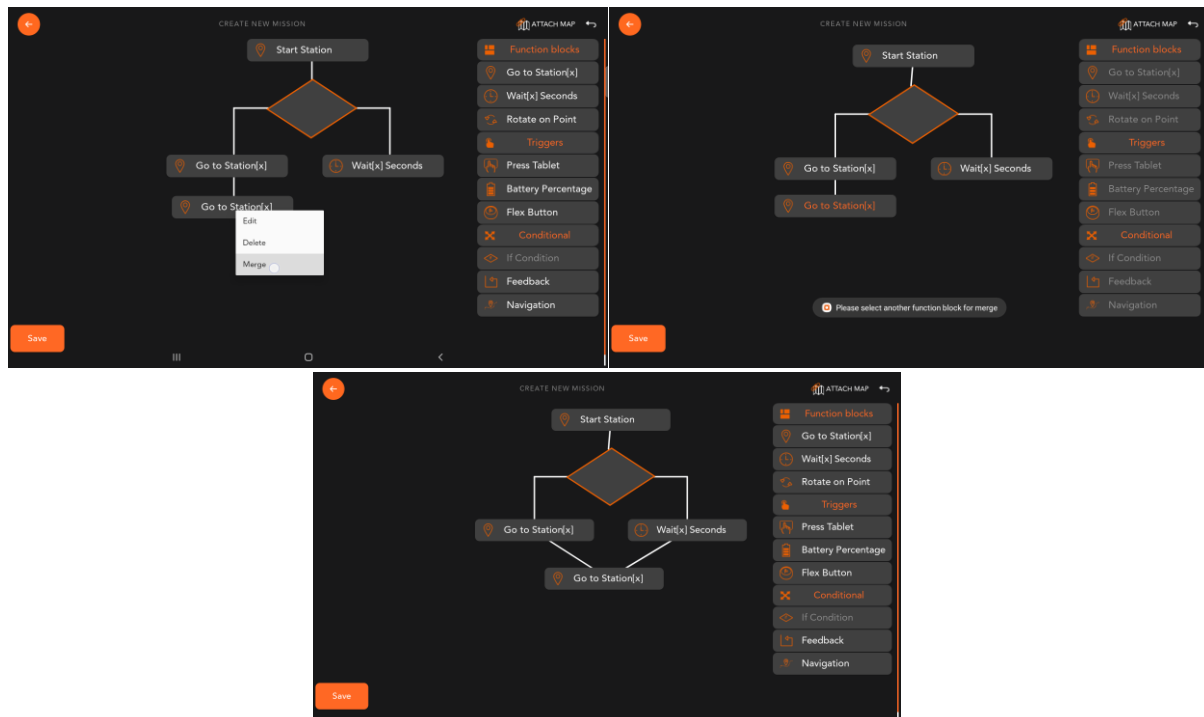 CREATE NEW MISSION
ATTACH MAP
Start Station
Go to Station[x]
Wait[x] Seconds
Go to Station[x]
Edit
Delete
Merge
Save
Function blocks
Go to Station[x]
Wait[x] Seconds
Rotate on Point
Triggers
Press Tablet
Battery Percentage
Flex Button
Conditional
If Condition
Feedback
Navigation
CREATE NEW MISSION
ATTACH MAP
Start Station
Go to Station[x]
Wait[x] Seconds
Go to Station[x]
Please select another function block for merge
Save
Function blocks
Go to Station[x]
Wait[x] Seconds
Rotate on Point
Triggers
Press Tablet
Battery Percentage
Flex Button
Conditional
If Condition
Feedback
Navigation
CREATE NEW MISSION
ATTACH MAP
Start Station
Go to Station[x]
Wait[x] Seconds
Go to Station[x]
Save
Function blocks
Go to Station[x]
Wait[x] Seconds
Rotate on Point
Triggers
Press Tablet
Battery Percentage
Flex Button
Conditional
If Condition
Feedback
Navigation